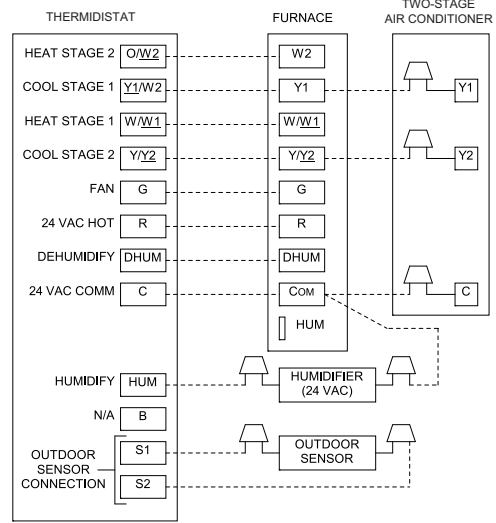 TWO-STAGE
THERMIDISTAT FURNACE AIR CONDITIONER
HEAT STAGE 2 O/W2 W2
COOL STAGE 1 Y1/W2 Y1 Y1
HEAT STAGE 1 W/W1 W/W1
COOL STAGE 2 Y/Y2 Y/Y2 Y2
FAN G G
24 VAC HOT R R
DEHUMIDIFY DHUM DHUM
24 VAC COMM C COM C
HUM
HUMIDIFY HUM HUMIDIFIER
(24 VAC)
N/A B
OUTDOOR
SENSOR
CONNECTION
S1
S2
OUTDOOR
SENSOR